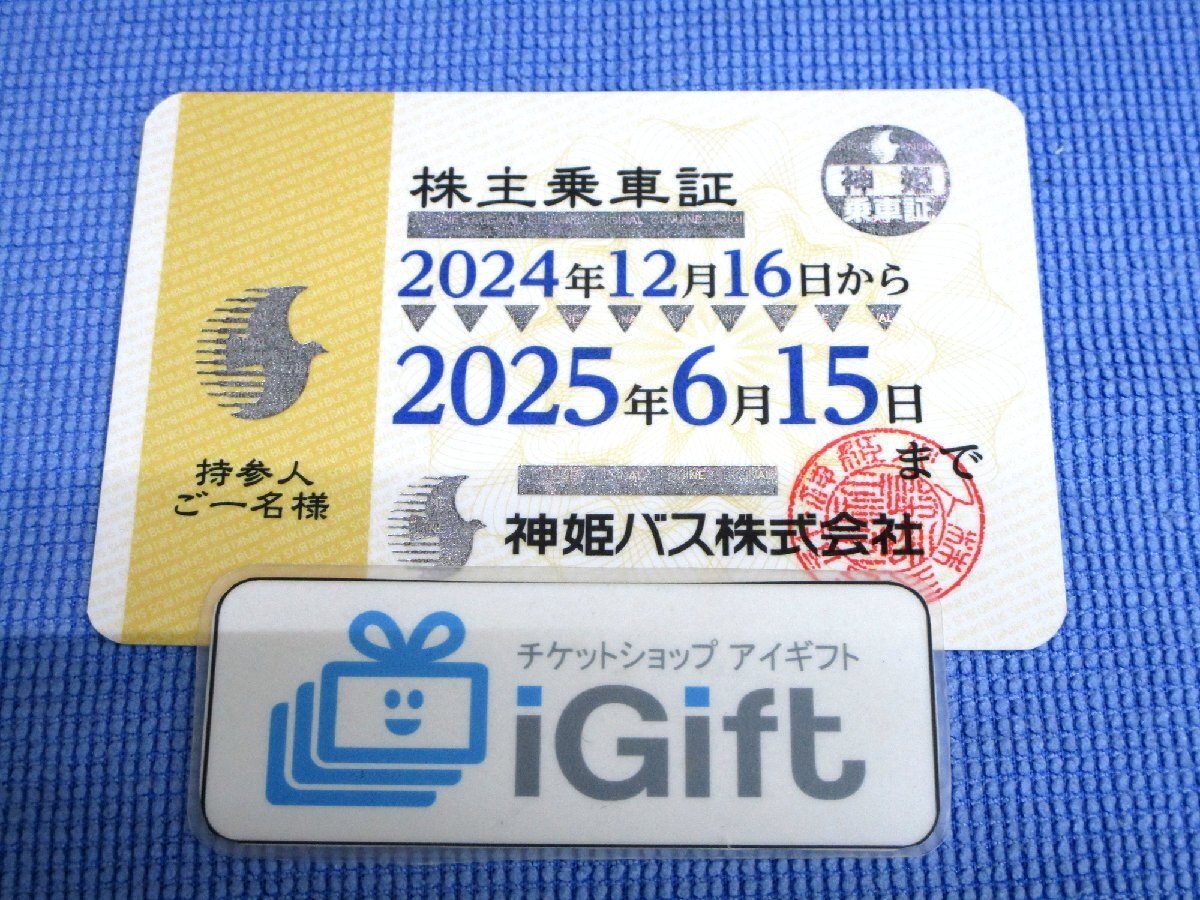 株主乗車証
神姫
乗車証
2024年12月16日から
2025年6月15日
まで
持参人
ご一名様
神姫バス株式会社
チケットショップ アイギフト
iGift